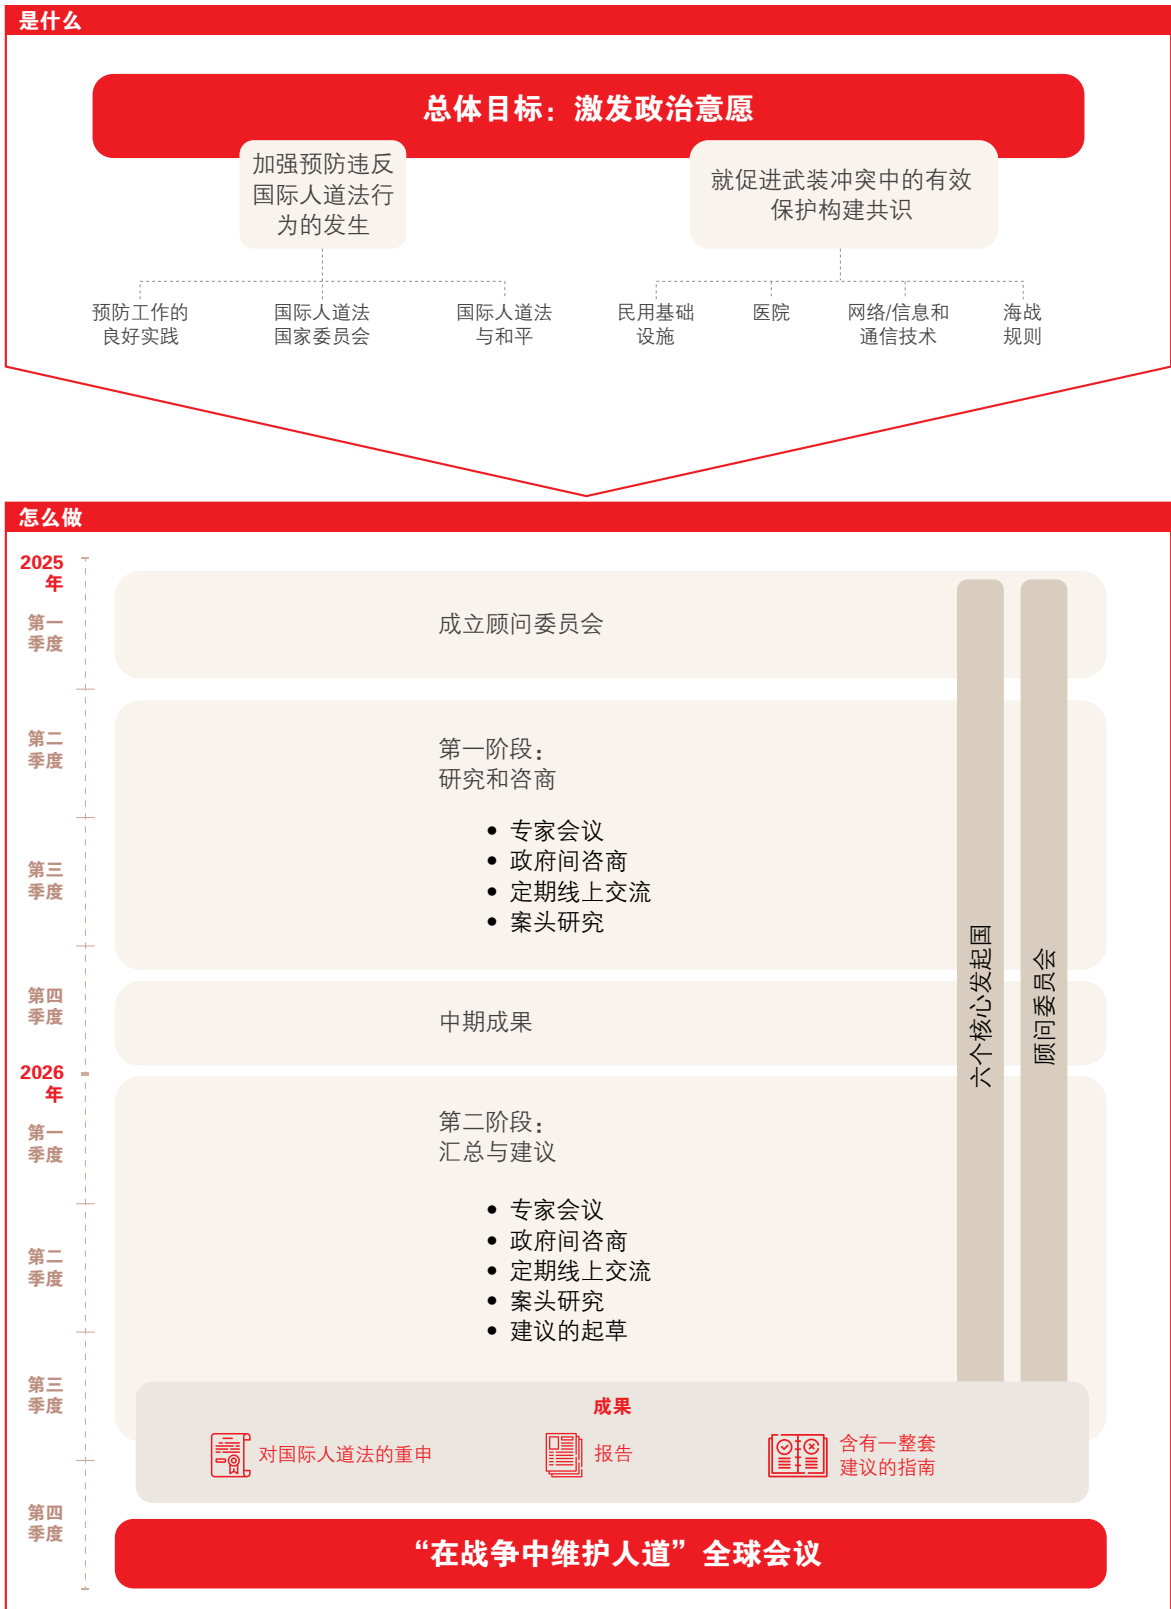 是什么
总体目标：激发政治意愿
加强预防违反
国际人道法行
为的发生
就促进武装冲突中的有效
保护构建共识
预防工作的
良好实践
国际人道法
国家委员会
国际人道法
与和平
民用基础
设施
医院
网络/信息和
通信技术
海战
规则
怎么做
2025
年
第一
季度
成立顾问委员会
第二
季度
第一阶段：
研究和咨商
• 专家会议
• 政府间咨商
• 定期线上交流
• 案头研究
第三
季度
第四
季度
中期成果
六个核心发起国
顾问委员会
2026
年
第一
季度
第二阶段：
汇总与建议
• 专家会议
• 政府间咨商
• 定期线上交流
• 案头研究
• 建议的起草
第二
季度
第三
季度
成果
对国际人道法的重申
报告
含有一整套
建议的指南
第四
季度
“在战争中维护人道”全球会议